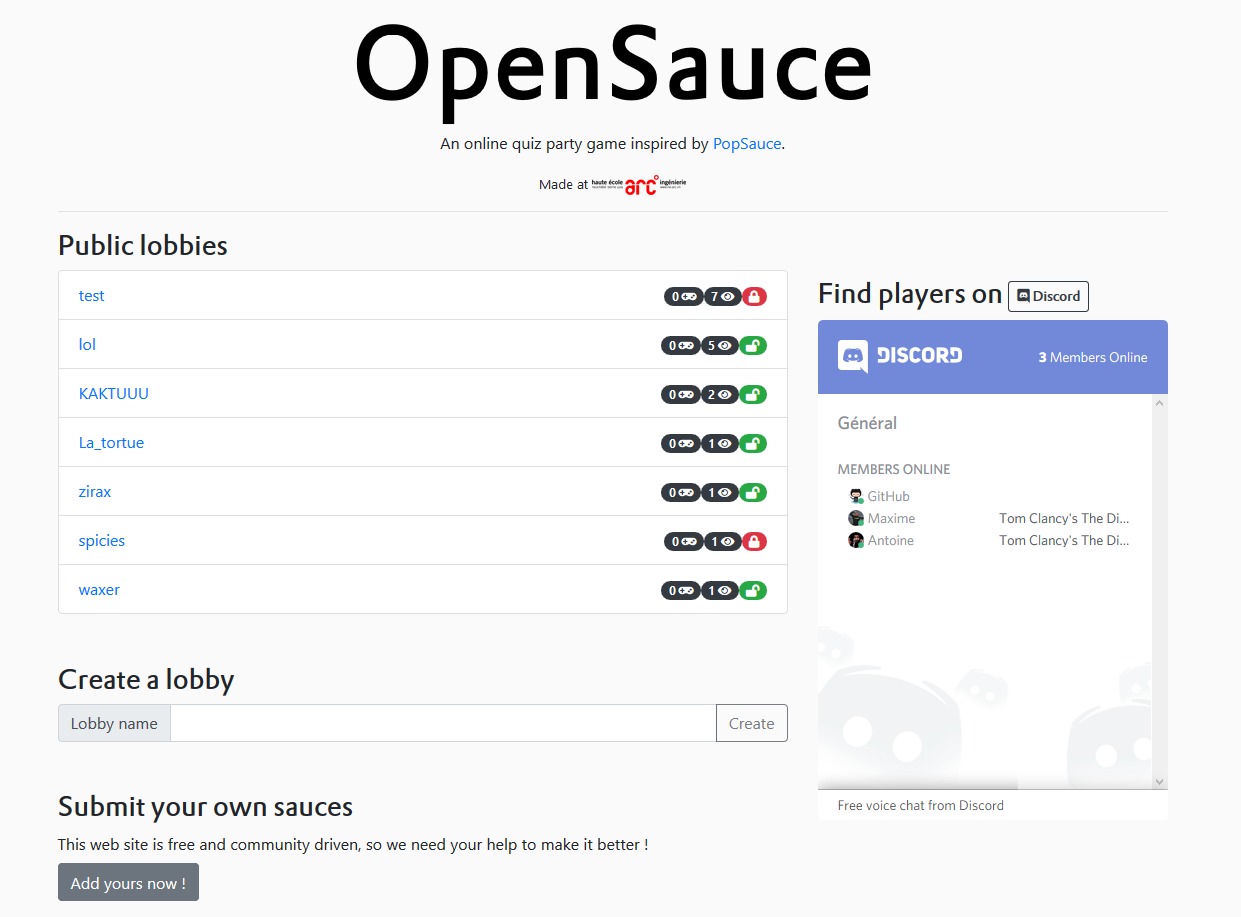 OpenSauce
An online quiz party game inspired by PopSauce.
Made at haute école arc ingénierie
Public lobbies
test 0 7
lol 0 5
KAKTUUU 0 2
La_tortue 0 1
zirax 0 1
spicies 0 1
waxer 0 1
Create a lobby
Lobby name Create
Submit your own sauces
This web site is free and community driven, so we need your help to make it better !
Add yours now !
Find players on Discord
DISCORD 3 Members Online
Général
MEMBERS ONLINE
GitHub
Maxime Tom Clancy's The Di...
Antoine Tom Clancy's The Di...
Free voice chat from Discord